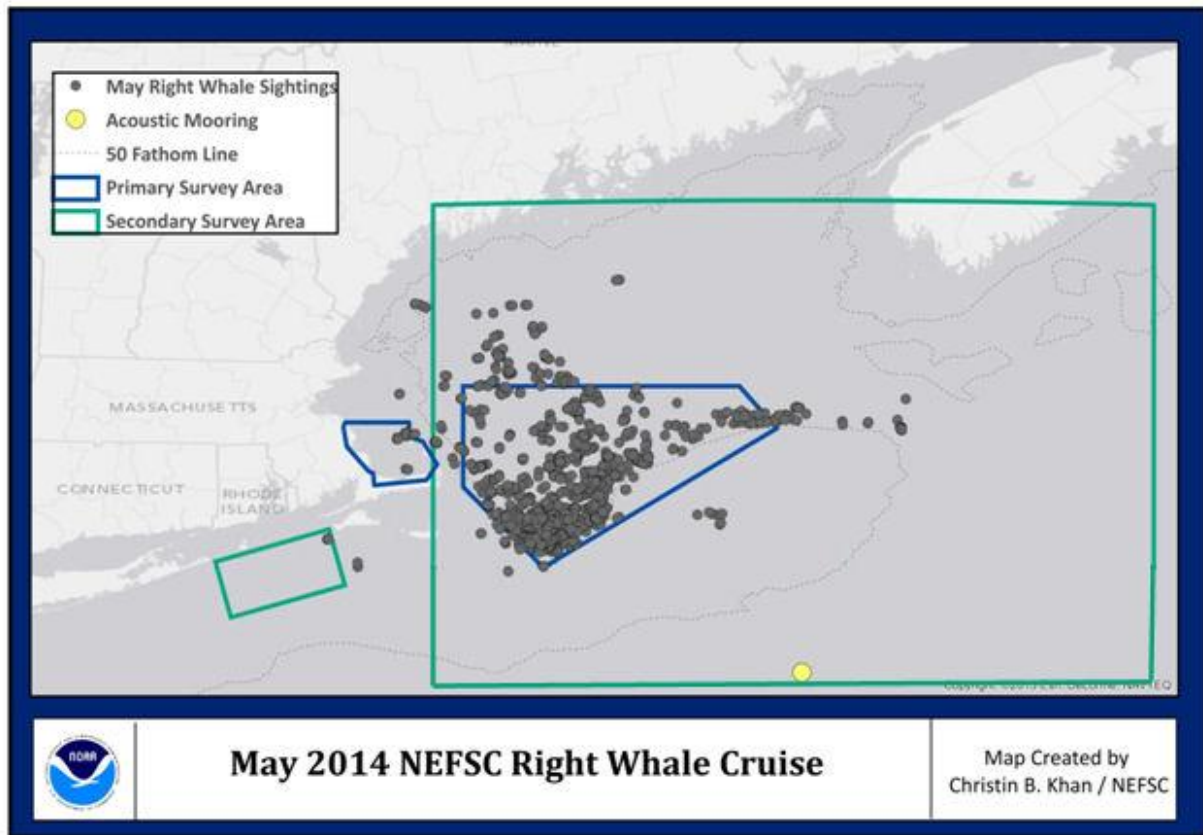 MAINE
May Right Whale Sightings
Acoustic Mooring
50 Fathom Line
Primary Survey Area
Secondary Survey Area
MASSACHUSETTS
CONNECTICUT
RHODE
ISLAND
NOAA
May 2014 NEFSC Right Whale Cruise
Map Created by
Christin B. Khan / NEFSC